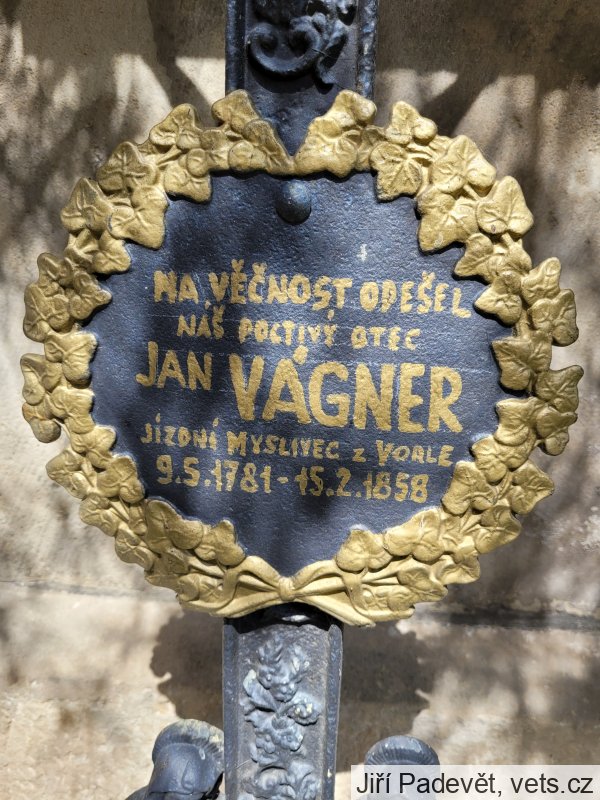 NA VĚČNOST ODEŠEL
NÁŠ POCTIVÝ OTEC
JAN VÁGNER
JÍZDNÍ MYSLIVEC Z VORLE
9.5.1781 - 15.2.1858
Jiří Padevět, vets.cz